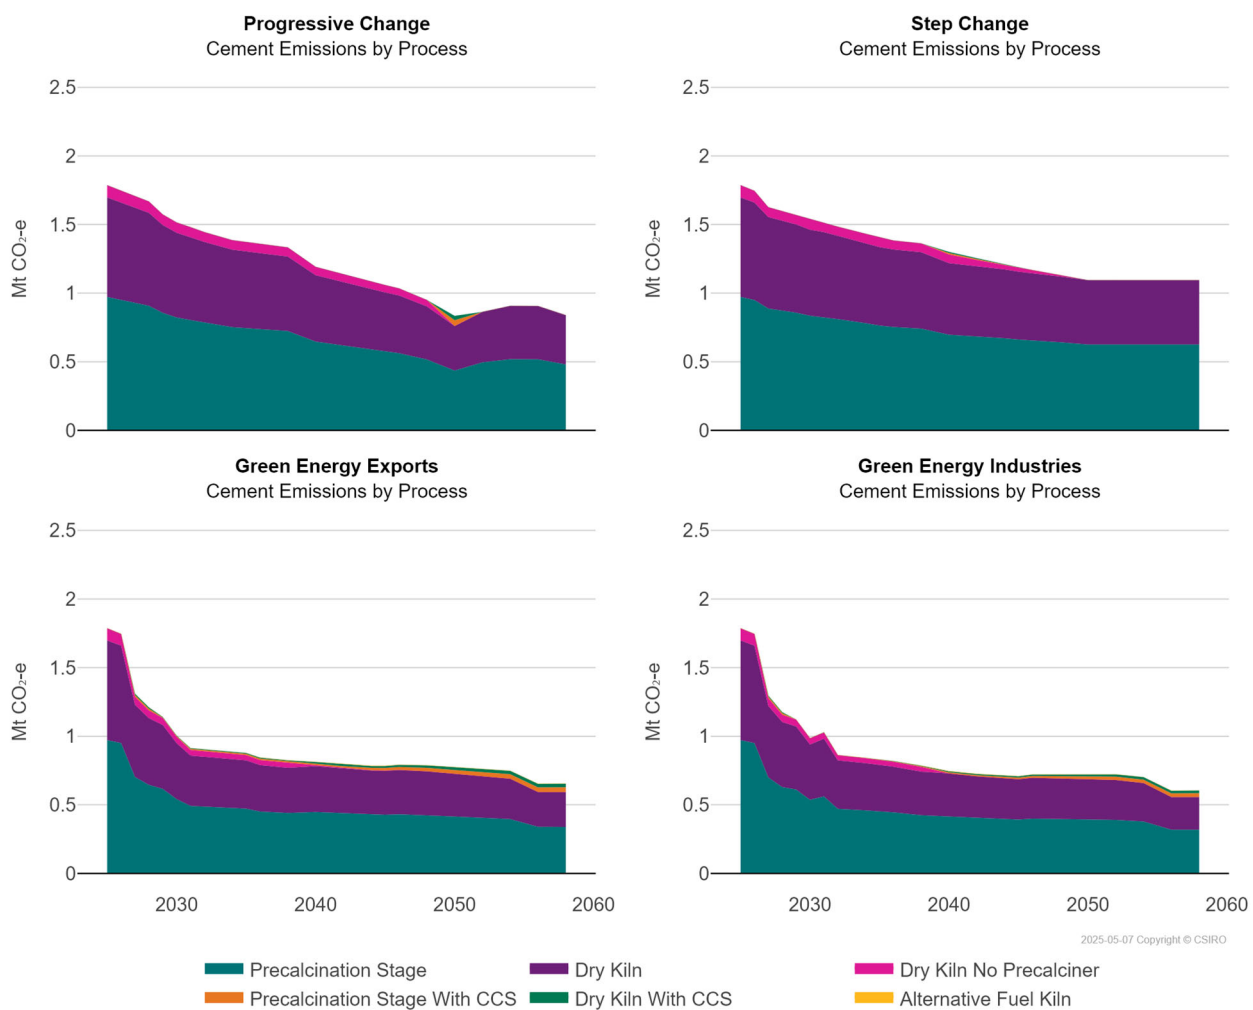 Progressive Change
Cement Emissions by Process
2.5
2
1.5
1
0.5
0
Mt CO₂-e
Step Change
Cement Emissions by Process
2.5
2
1.5
1
0.5
0
Mt CO₂-e
Green Energy Exports
Cement Emissions by Process
2.5
2
1.5
1
0.5
0
Mt CO₂-e
2030 2040 2050 2060
Green Energy Industries
Cement Emissions by Process
2.5
2
1.5
1
0.5
0
Mt CO₂-e
2030 2040 2050 2060
2025-05-07 Copyright © CSIRO
Precalcination Stage Dry Kiln Dry Kiln No Precalciner
Precalcination Stage With CCS Dry Kiln With CCS Alternative Fuel Kiln